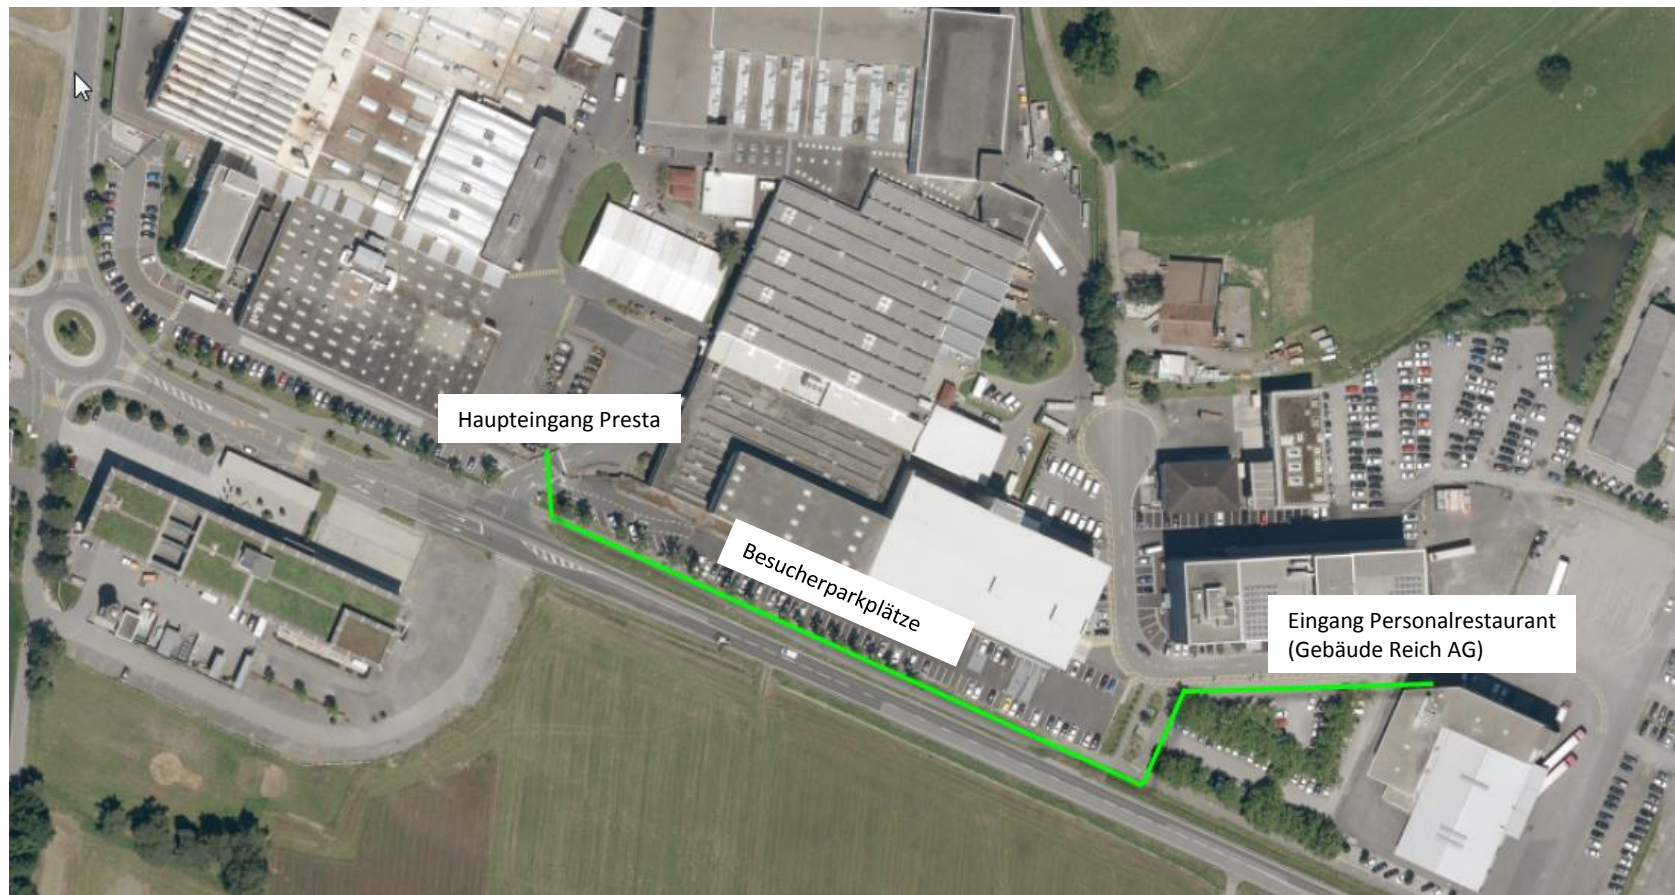 Haupteingang Presta
Besucherparkplätze
Eingang Personalrestaurant
(Gebäude Reich AG)